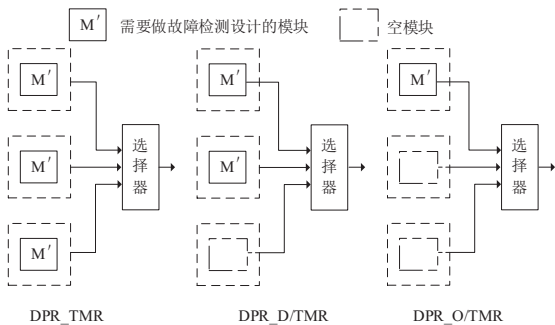 M′ 需要做故障检测设计的模块 空模块
M′ M′ M′
选择器 选择器 选择器
M′ M′
M′
DPR_TMR DPR_D/TMR DPR_O/TMR